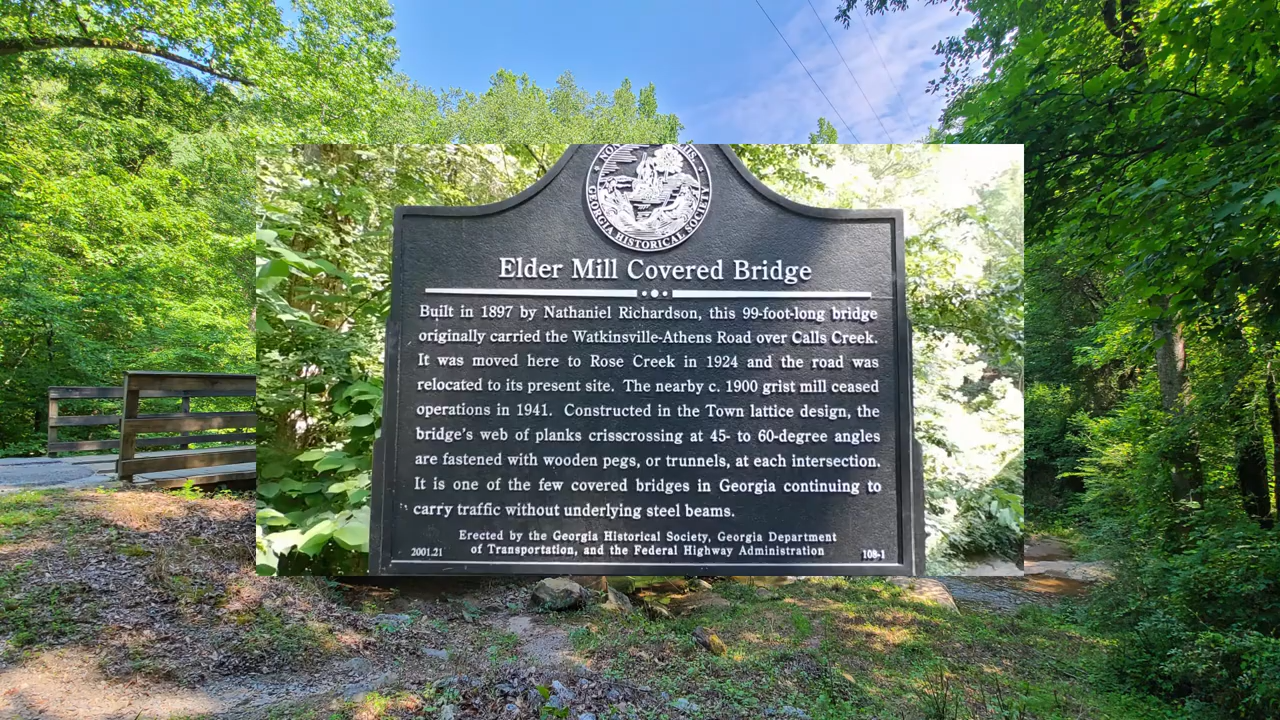 GEORGIA HISTORICAL SOCIETY
Elder Mill Covered Bridge
Built in 1897 by Nathaniel Richardson, this 99-foot-long bridge
originally carried the Watkinsville-Athens Road over Calls Creek.
It was moved here to Rose Creek in 1924 and the road was
relocated to its present site. The nearby c. 1900 grist mill ceased
operations in 1941. Constructed in the Town lattice design, the
bridge's web of planks crisscrossing at 45- to 60-degree angles
are fastened with wooden pegs, or trunnels, at each intersection.
It is one of the few covered bridges in Georgia continuing to
carry traffic without underlying steel beams.
Erected by the Georgia Historical Society, Georgia Department
of Transportation, and the Federal Highway Administration
2001.21
108-1